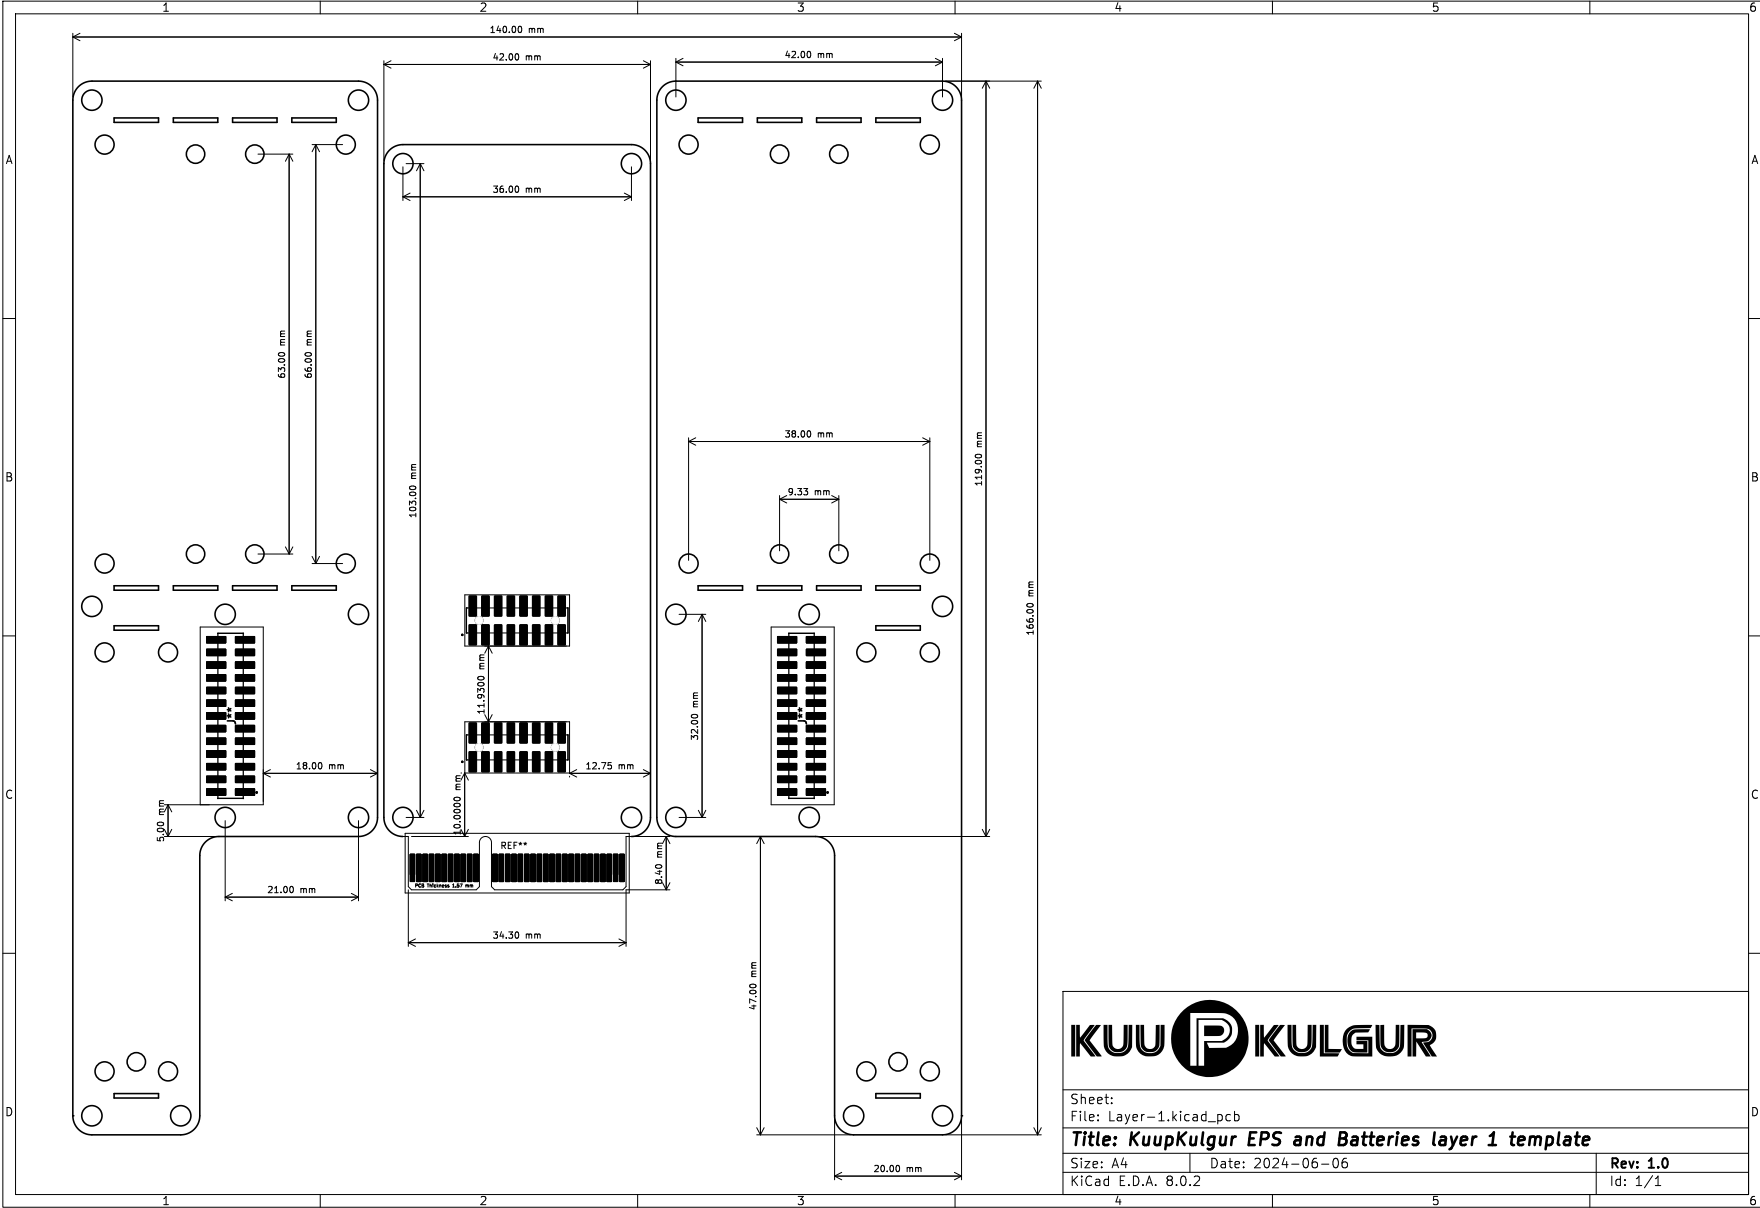 1 2 3 4 5 6
140.00 mm
42.00 mm
42.00 mm
A
A
36.00 mm
63.00 mm
66.00 mm
38.00 mm
119.00 mm
B
103.00 mm
B
9.33 mm
166.00 mm
11.9300 mm
32.00 mm
J**
J**
18.00 mm
12.75 mm
C
C
5.00 mm
10.0000 mm
REF**
8.40 mm
PCB Thickness 1.57 mm
21.00 mm
34.30 mm
47.00 mm
KUUPKULGUR
Sheet:
File: Layer-1.kicad_pcb
D
D
Title: KuupKulgur EPS and Batteries layer 1 template
20.00 mm
Size: A4 Date: 2024-06-06 Rev: 1.0
KiCad E.D.A. 8.0.2 Id: 1/1
1 2 3 4 5 6